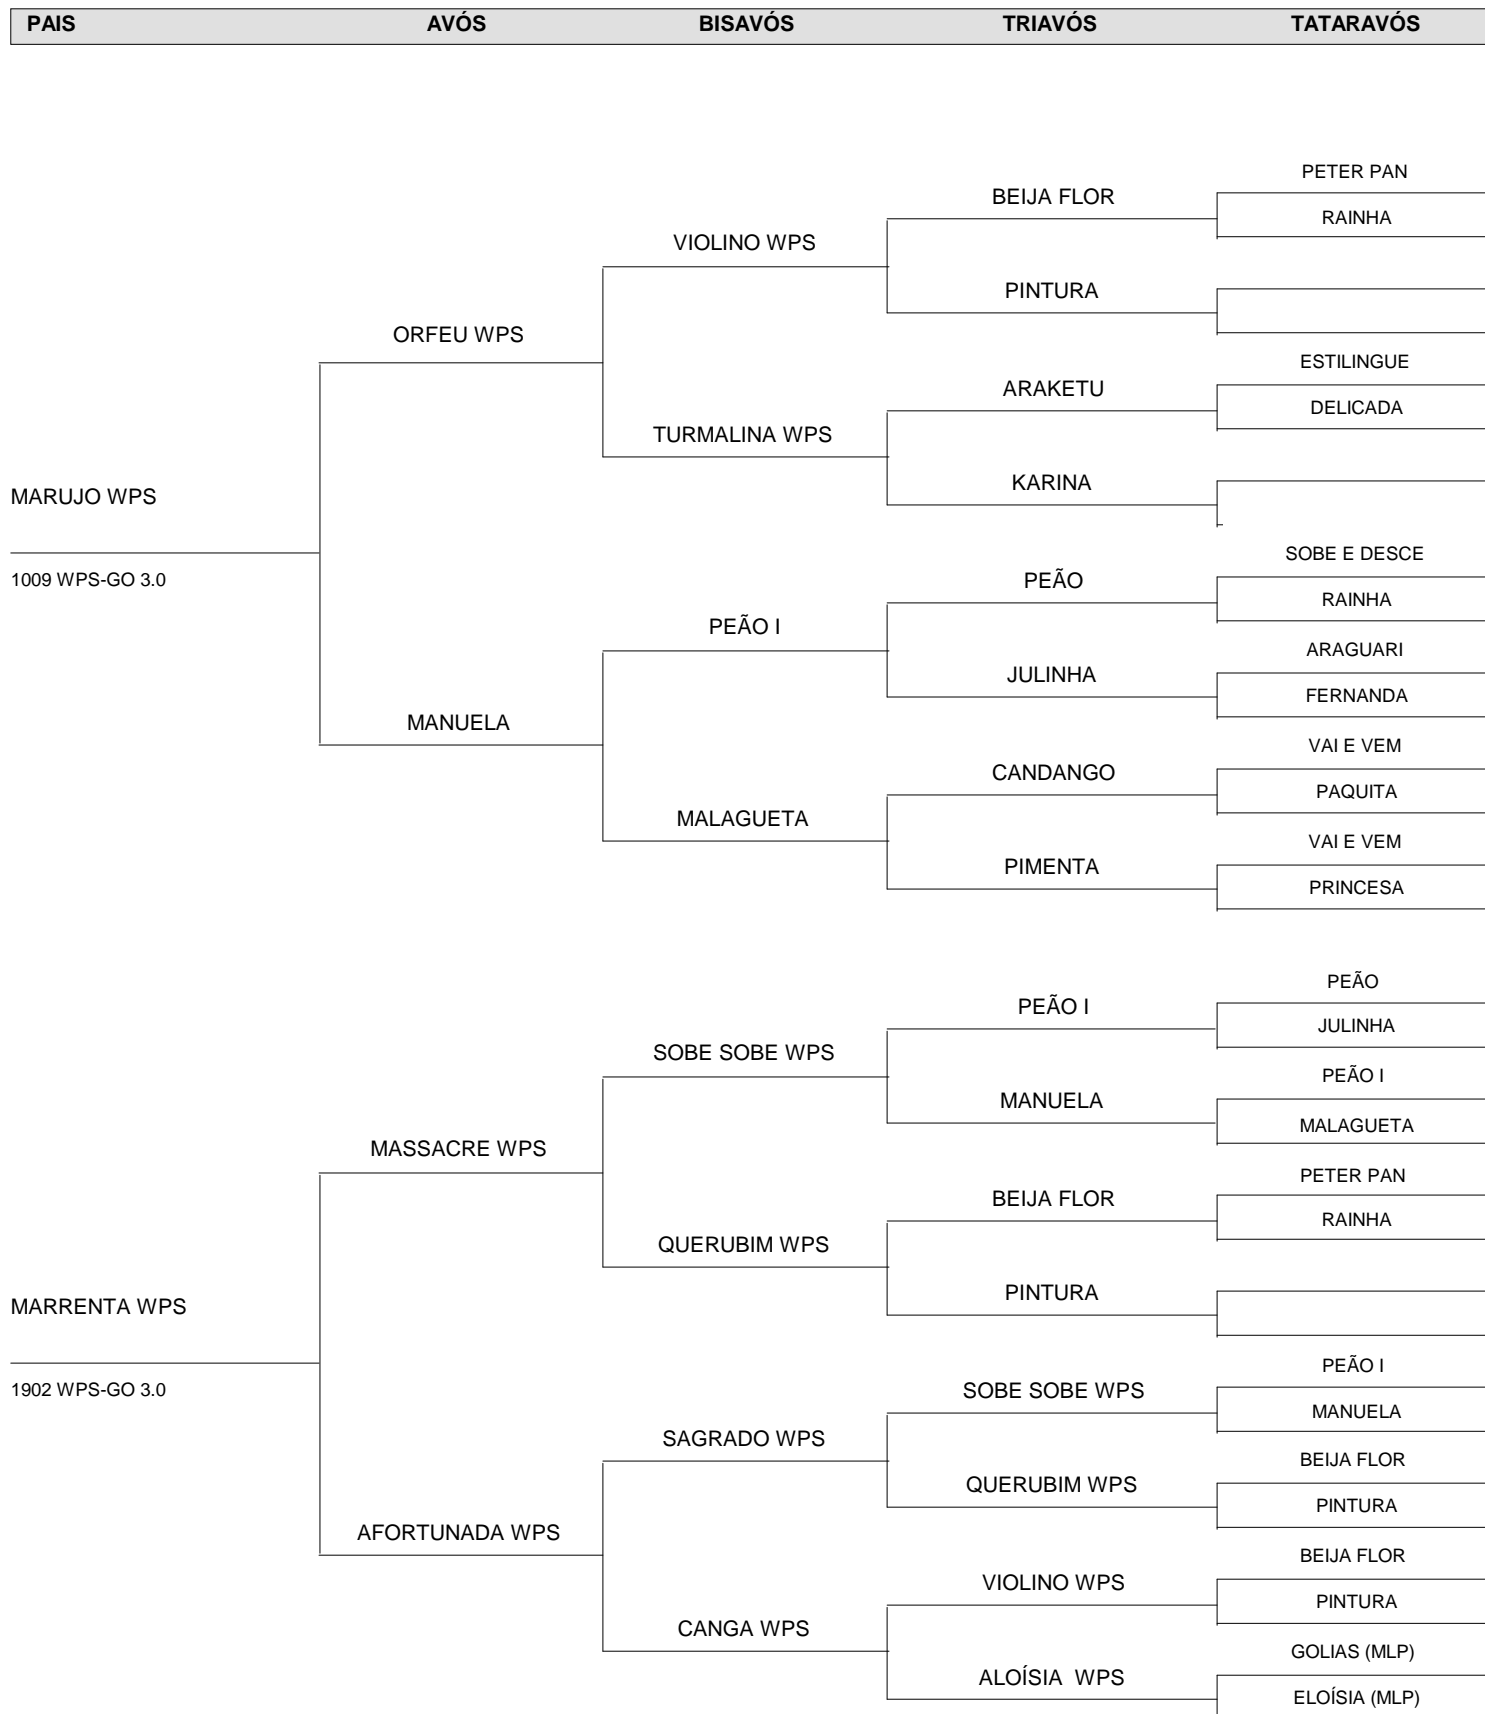 PAIS AVÓS BISAVÓS TRIAVÓS TATARAVÓS
PETER PAN
BEIJA FLOR
RAINHA
VIOLINO WPS
PINTURA
ORFEU WPS
ESTILINGUE
ARAKETU
DELICADA
TURMALINA WPS
KARINA
MARUJO WPS
SOBE E DESCE
1009 WPS-GO 3.0
PEÃO
RAINHA
PEÃO I
ARAGUARI
JULINHA
FERNANDA
MANUELA
VAI E VEM
CANDANGO
PAQUITA
MALAGUETA
VAI E VEM
PIMENTA
PRINCESA
PEÃO
PEÃO I
JULINHA
SOBE SOBE WPS
PEÃO I
MANUELA
MALAGUETA
MASSACRE WPS
PETER PAN
BEIJA FLOR
RAINHA
QUERUBIM WPS
PINTURA
MARRENTA WPS
PEÃO I
1902 WPS-GO 3.0
SOBE SOBE WPS
MANUELA
SAGRADO WPS
BEIJA FLOR
QUERUBIM WPS
PINTURA
AFORTUNADA WPS
BEIJA FLOR
VIOLINO WPS
PINTURA
CANGA WPS
GOLIAS (MLP)
ALOÍSIA WPS
ELOÍSIA (MLP)